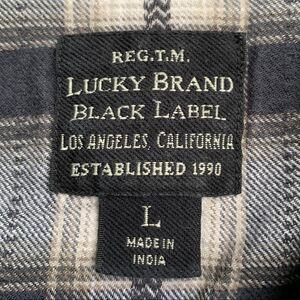 REG.T.M.
LUCKY BRAND
BLACK LABEL
LOS ANGELES, CALIFORNIA
ESTABLISHED 1990
L
MADE IN
INDIA